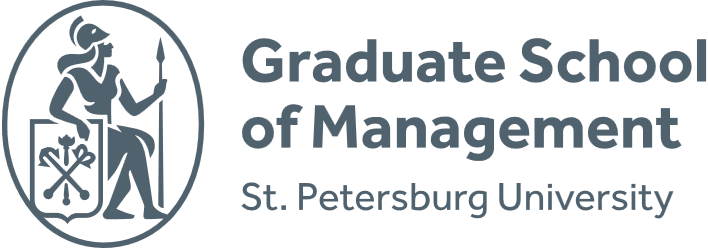 Graduate School
of Management
St. Petersburg University